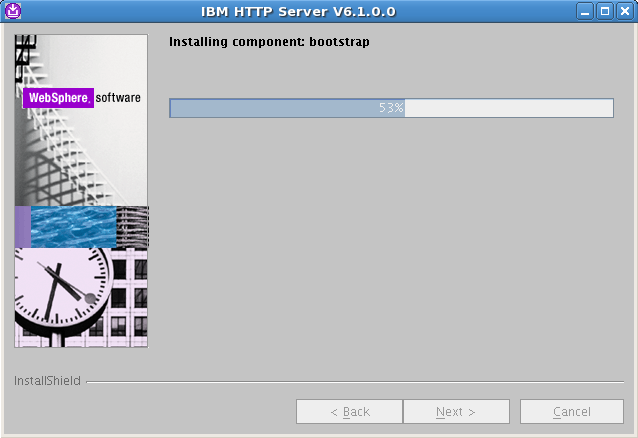 IBM HTTP Server V6.1.0.0
Installing component: bootstrap
WebSphere. software
53%
InstallShield
< Back Next > Cancel